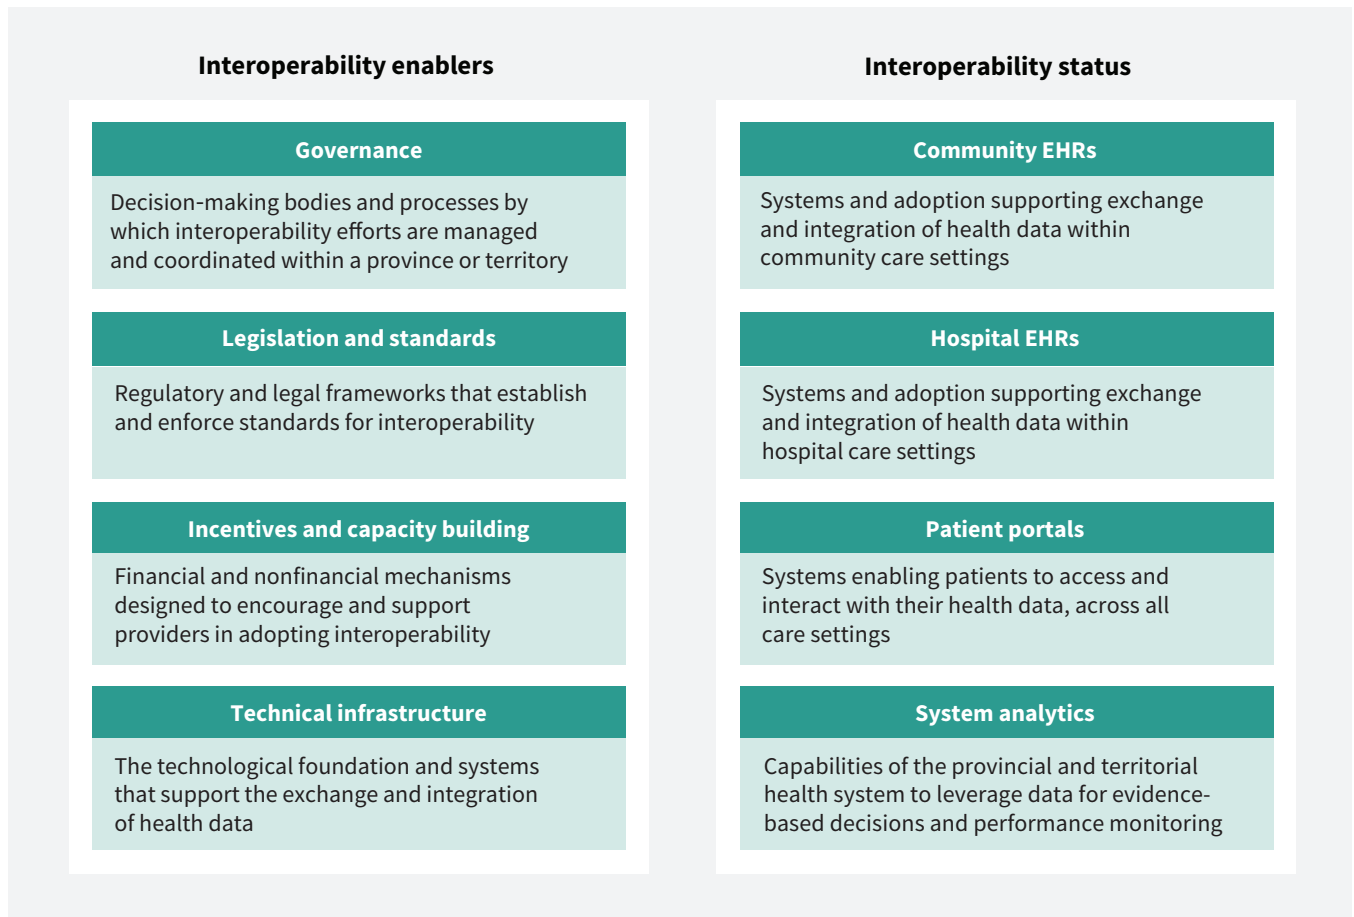 Interoperability enablers
Governance
Decision-making bodies and processes by
which interoperability efforts are managed
and coordinated within a province or territory
Legislation and standards
Regulatory and legal frameworks that establish
and enforce standards for interoperability
Incentives and capacity building
Financial and nonfinancial mechanisms
designed to encourage and support
providers in adopting interoperability
Technical infrastructure
The technological foundation and systems
that support the exchange and integration
of health data
Interoperability status
Community EHRs
Systems and adoption supporting exchange
and integration of health data within
community care settings
Hospital EHRs
Systems and adoption supporting exchange
and integration of health data within
hospital care settings
Patient portals
Systems enabling patients to access and
interact with their health data, across all
care settings
System analytics
Capabilities of the provincial and territorial
health system to leverage data for evidence-
based decisions and performance monitoring